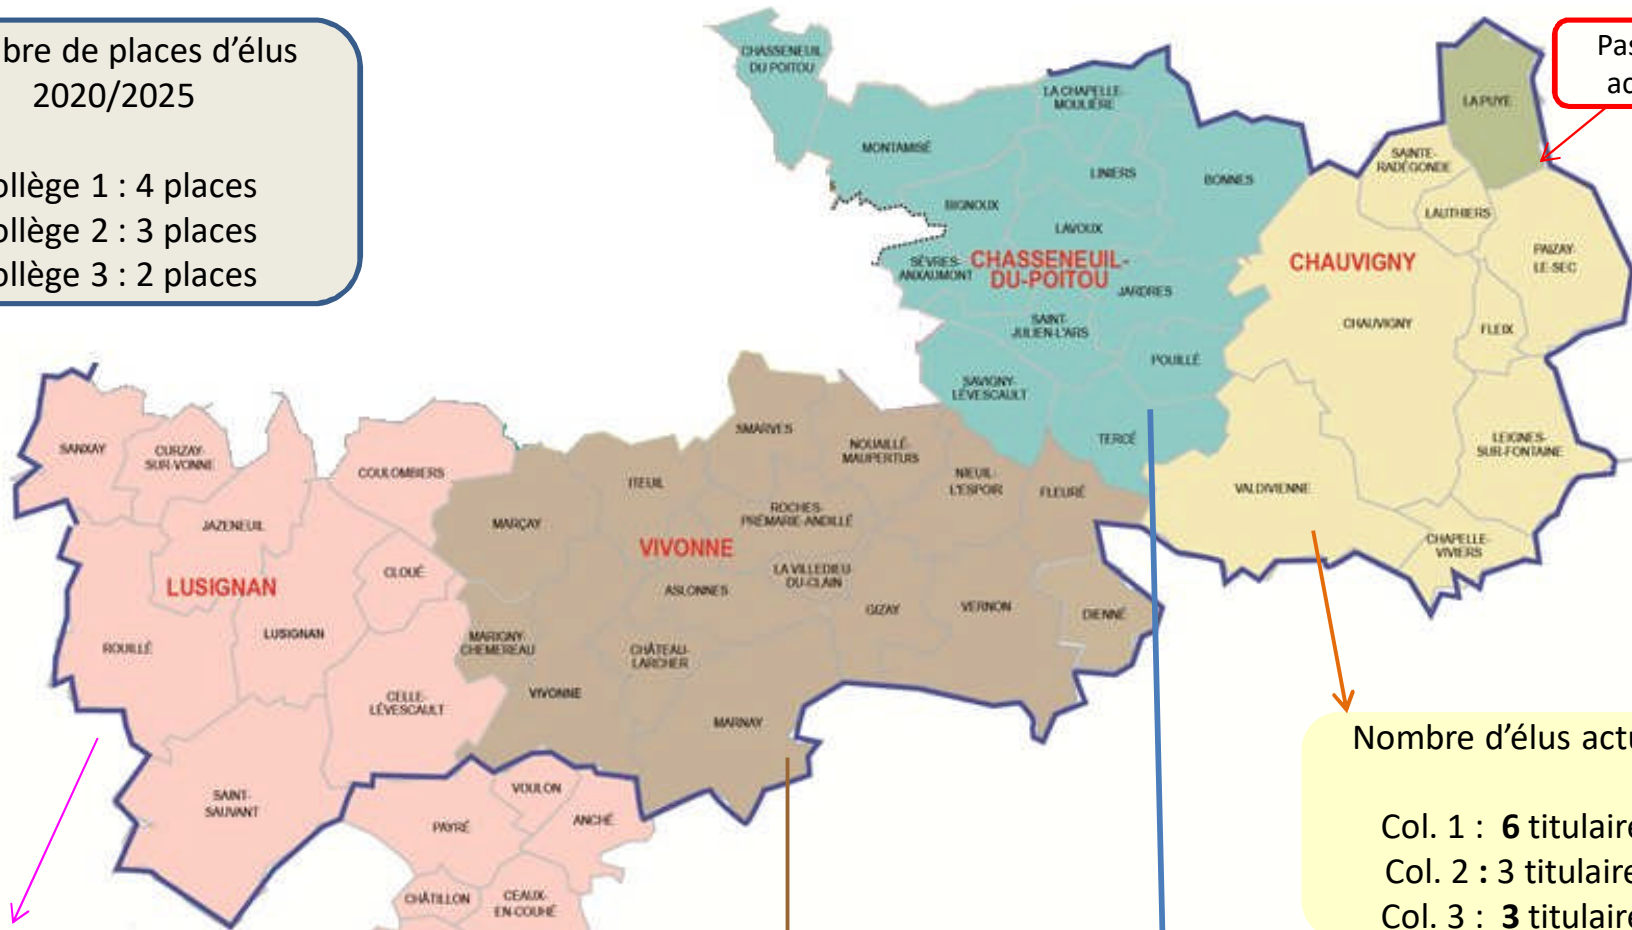 bre de places d’élus
2020/2025
ollège 1 : 4 places
ollège 2 : 3 places
ollège 3 : 2 places
Pas
ac
CHASSENEUIL
DU POITOU
LA CHAPELLE-
MOULIÈRE
LA PUYE
MONTAMISÉ
LINIERS
BONNES
SAINTE-
RADÉGONDE
BIGNOUX
LAVOUX
LAUTHIERS
SÈVRES-
ANXAUMONT
CHASSENEUIL-
DU-POITOU
JARDRES
CHAUVIGNY
PAIZAY-
LE-SEC
SAINT-
JULIEN-L'ARS
CHAUVIGNY
FLEIX
POUILLÉ
SAVIGNY-
LÉVESCAULT
TERCÉ
LEIGNES-
SUR-FONTAINE
VALDIVIENNE
CHAPELLE-
VIVIERS
SANXAY
CURZAY-
SUR-VONNE
COULOMBIERS
SMARVES
NOUAILLÉ-
MAUPERTUIS
NIEUIL-
L'ESPOIR
FLEURÉ
ITEUIL
JAZENEUIL
MARÇAY
ROCHES-
PRÉMARIE-ANDILLÉ
VIVONNE
CLOUÉ
LUSIGNAN
LA VILLEDIEU
DU-CLAIN
ASLONNES
GIZAY
VERNON
DIENNÉ
ROUILLÉ
LUSIGNAN
MARIGNY-
CHEMEREAU
CHÂTEAU-
LARCHER
CELLE-
LÉVESCAULT
VIVONNE
MARNAY
SAINT-
SAUVANT
VOULON
PAYRÉ
ANCHÉ
CHÂTILLON
CEAUX-
EN-COUHÉ
Nombre d’élus actu
Col. 1 : 6 titulaire
Col. 2 : 3 titulaire
Col. 3 : 3 titulaire